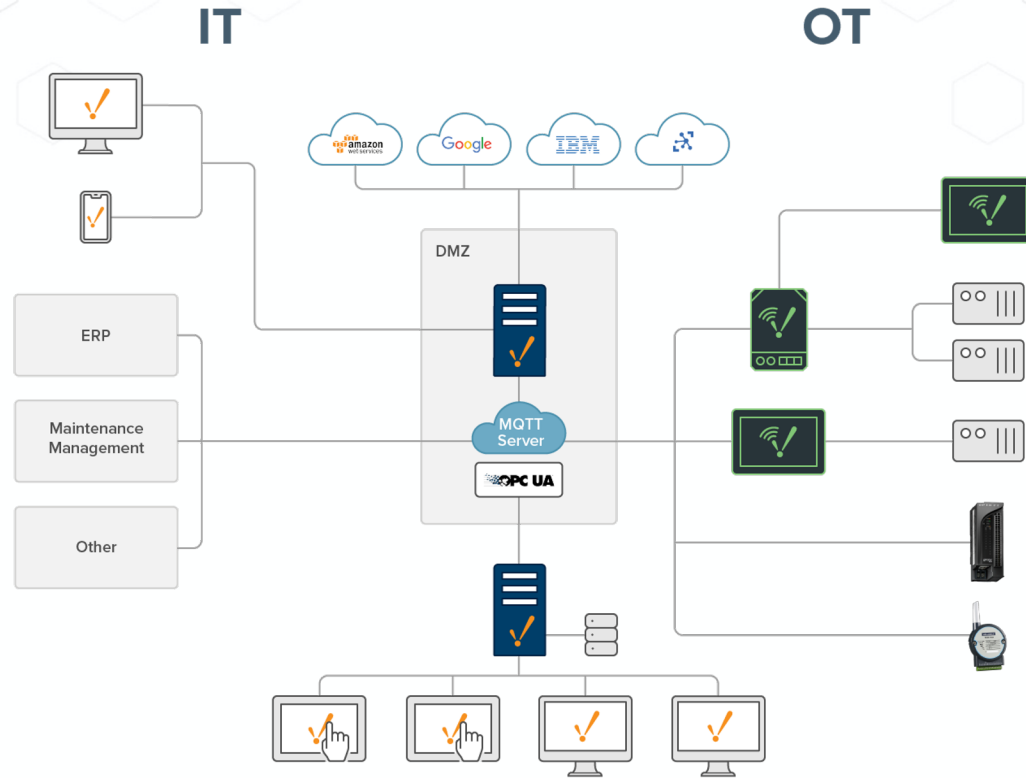 IT
OT
amazon
web services
Google
IBM
DMZ
ERP
MQTT
Server
Maintenance
Management
OPC UA
Other